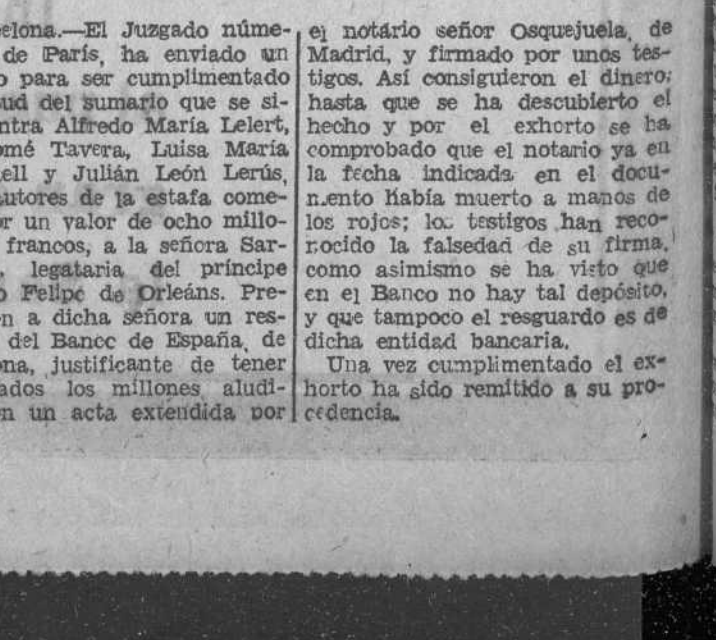 elona.—El Juzgado núme-
de París, ha enviado un
o para ser cumplimentado
ud del sumario que se si-
ntra Alfredo María Lelert,
omé Tavera, Luisa María
ell y Julián León Lerús,
autores de la estafa come-
or un valor de ocho millo-
francos, a la señora Sar-
, legataria del príncipe
o Felipe de Orleáns. Pre-
n a dicha señora un res-
del Banco de España, de
ona, justificante de tener
ados los millones aludi-
n un acta extendida por
el notário señor Osquejuela, de
Madrid, y firmado por unos tes-
tigos. Así consiguieron el dinero;
hasta que se ha descubierto el
hecho y por el exhorto se ha
comprobado que el notario ya en
la fecha indicada en el docu-
mento había muerto a manos de
los rojos; los testigos han reco-
nocido la falsedad de su firma,
como asimismo se ha visto que
en el Banco no hay tal depósito,
y que tampoco el resguardo es de
dicha entidad bancaria.
Una vez cumplimentado el ex-
horto ha sido remitido a su pro-
cedencia.